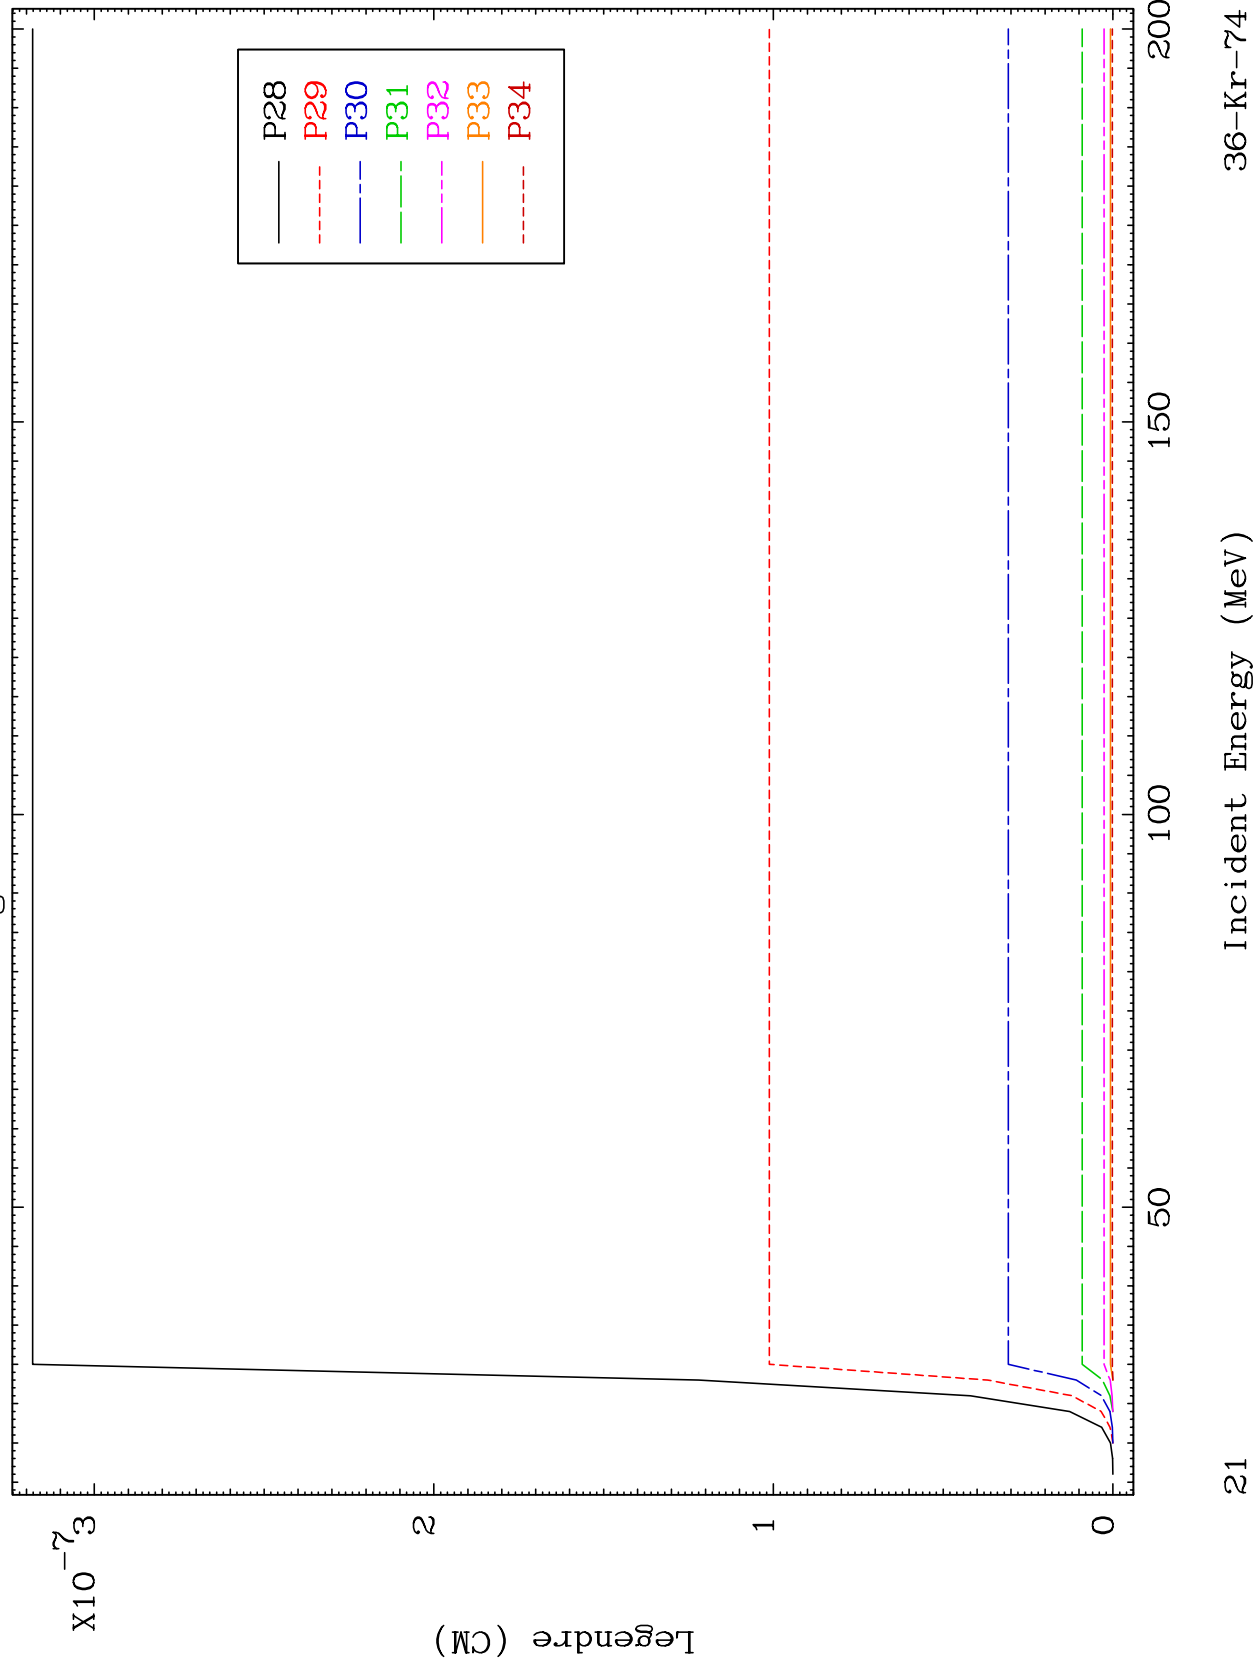 X10-7
3
2
1
0
Legendre (CM)
P28
P29
P30
P31
P32
P33
P34
50
100
150
200
21
Incident Energy (MeV)
36-Kr-74